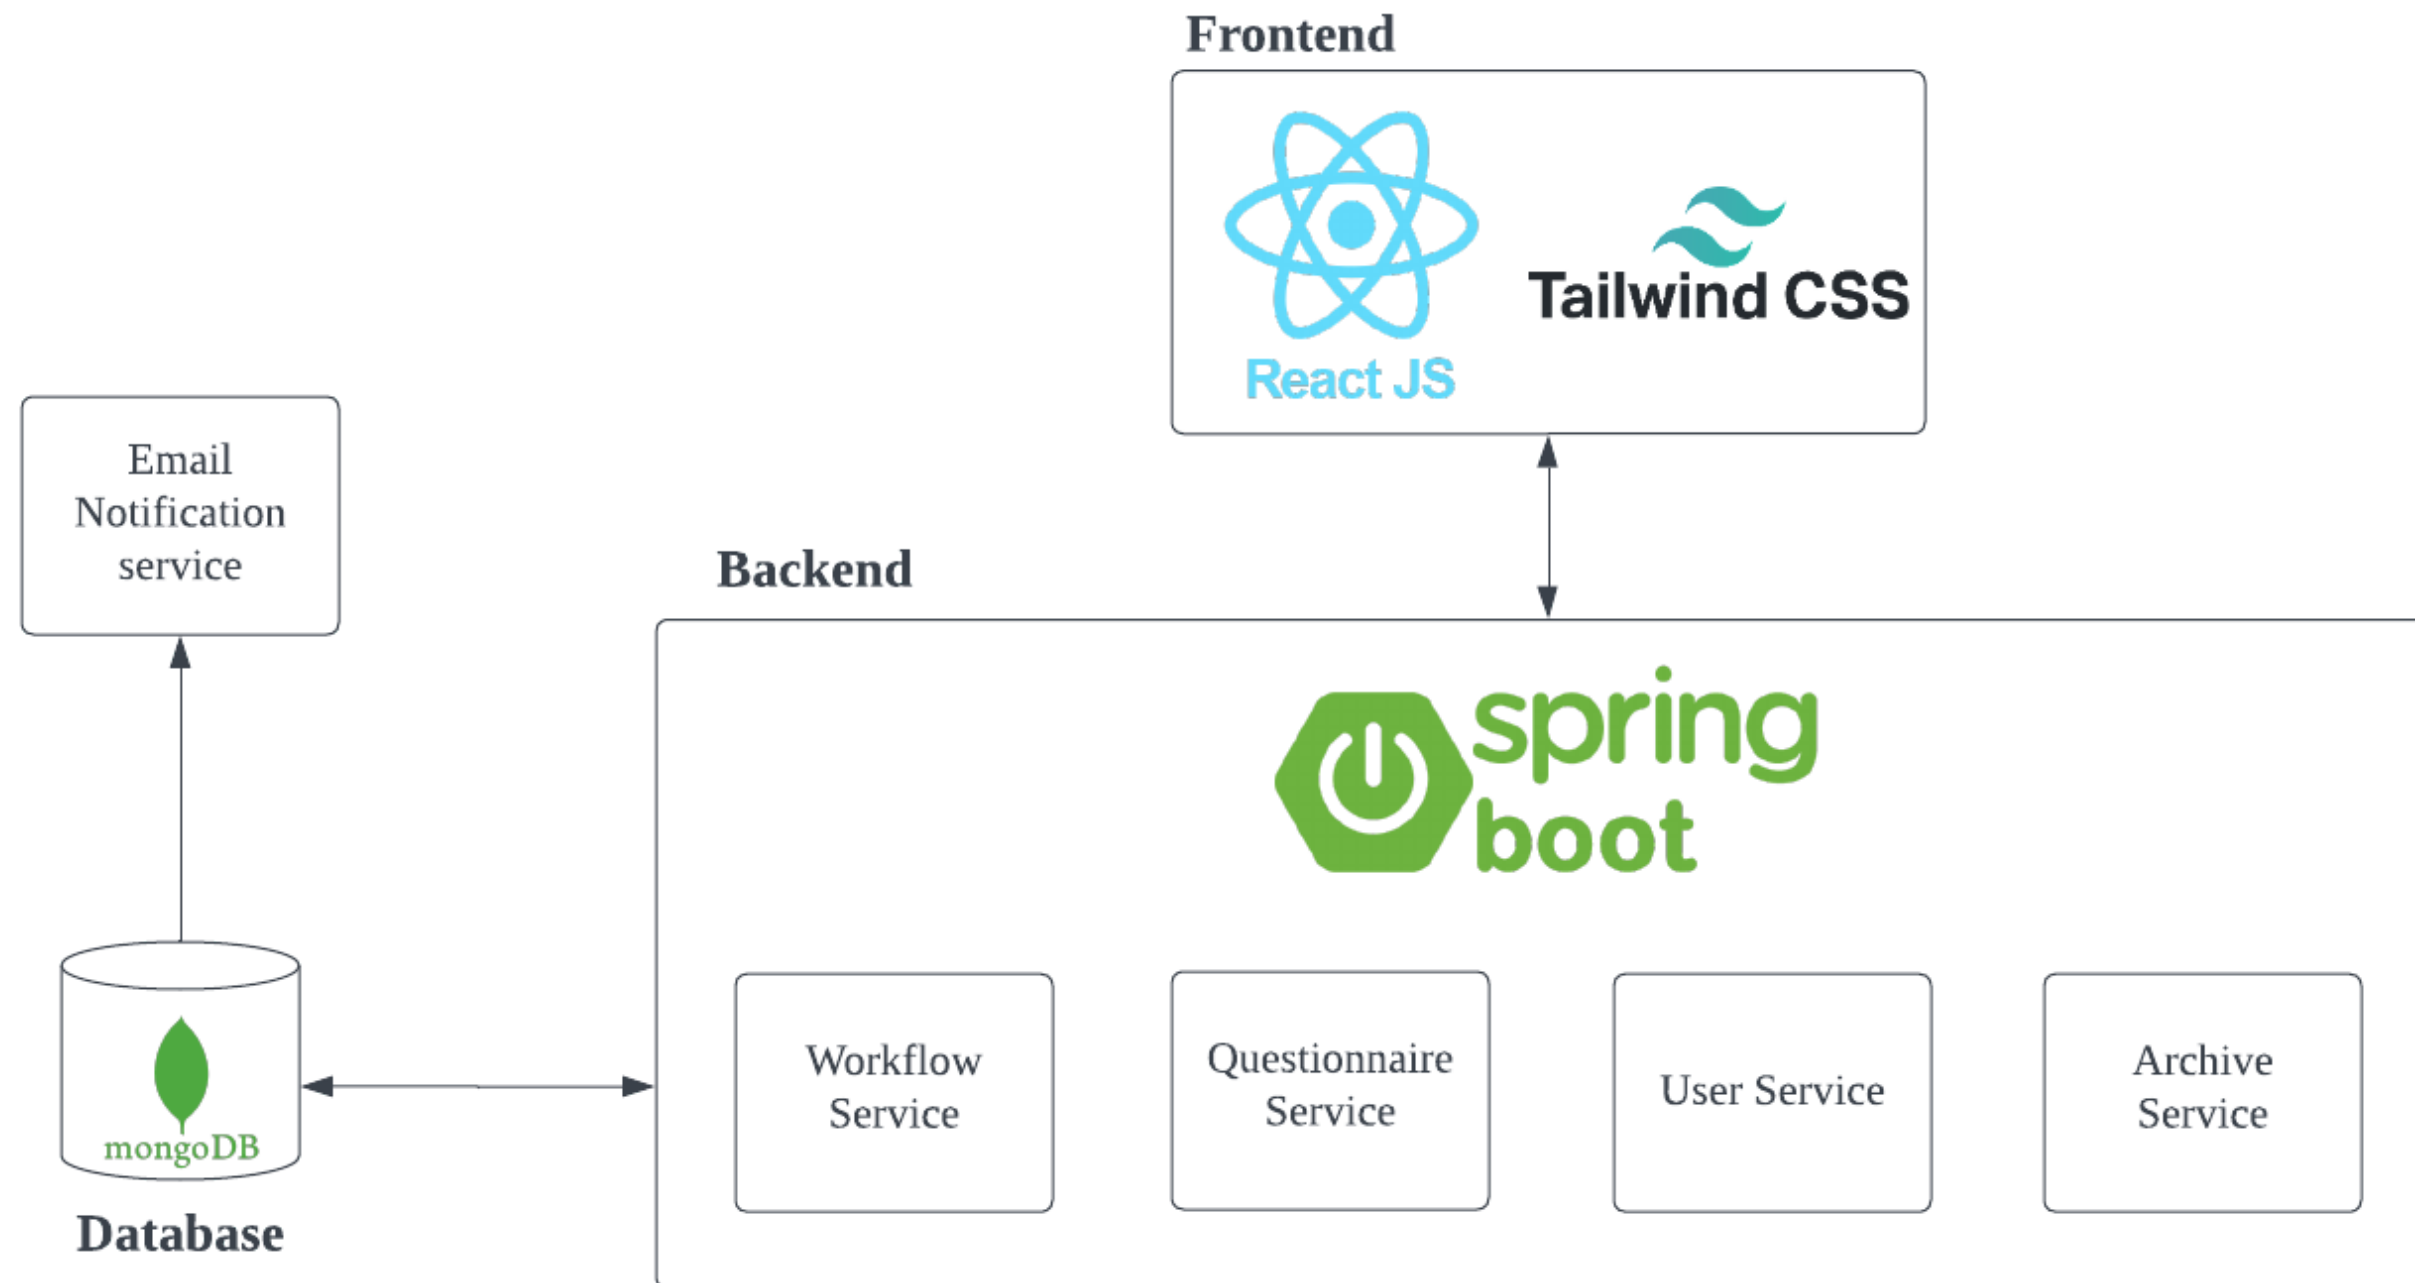 Frontend
React JS
Tailwind CSS
Email
Notification
service
Backend
spring
boot
mongoDB
Database
Workflow
Service
Questionnaire
Service
User Service
Archive
Service